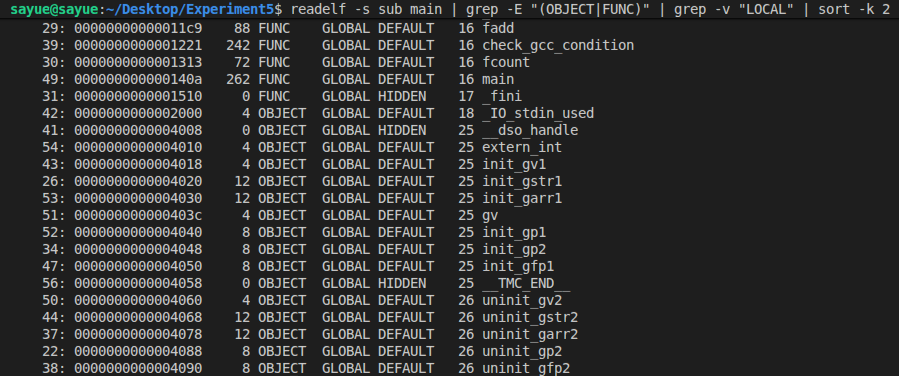 sayue@sayue:~/Desktop/Experiment5$ readelf -s sub main | grep -E "(OBJECT|FUNC)" | grep -v "LOCAL" | sort -k 2
29: 00000000000011c9    88 FUNC    GLOBAL DEFAULT   16 fadd
39: 0000000000001221   242 FUNC    GLOBAL DEFAULT   16 check_gcc_condition
30: 0000000000001313    72 FUNC    GLOBAL DEFAULT   16 fcount
49: 000000000000140a   262 FUNC    GLOBAL DEFAULT   16 main
31: 0000000000001510     0 FUNC    GLOBAL HIDDEN    17 _fini
42: 0000000000002000     4 OBJECT  GLOBAL DEFAULT   18 _IO_stdin_used
41: 0000000000004008     0 OBJECT  GLOBAL HIDDEN    25 __dso_handle
54: 0000000000004010     4 OBJECT  GLOBAL DEFAULT   25 extern_int
43: 0000000000004018     4 OBJECT  GLOBAL DEFAULT   25 init_gv1
26: 0000000000004020    12 OBJECT  GLOBAL DEFAULT   25 init_gstr1
53: 0000000000004030    12 OBJECT  GLOBAL DEFAULT   25 init_garr1
51: 000000000000403c     4 OBJECT  GLOBAL DEFAULT   25 gv
52: 0000000000004040     8 OBJECT  GLOBAL DEFAULT   25 init_gp1
34: 0000000000004048     8 OBJECT  GLOBAL DEFAULT   25 init_gp2
47: 0000000000004050     8 OBJECT  GLOBAL DEFAULT   25 init_gfp1
56: 0000000000004058     0 OBJECT  GLOBAL HIDDEN    25 __TMC_END__
50: 0000000000004060     4 OBJECT  GLOBAL DEFAULT   26 uninit_gv2
44: 0000000000004068    12 OBJECT  GLOBAL DEFAULT   26 uninit_gstr2
37: 0000000000004078    12 OBJECT  GLOBAL DEFAULT   26 uninit_garr2
22: 0000000000004088     8 OBJECT  GLOBAL DEFAULT   26 uninit_gp2
38: 0000000000004090     8 OBJECT  GLOBAL DEFAULT   26 uninit_gfp2